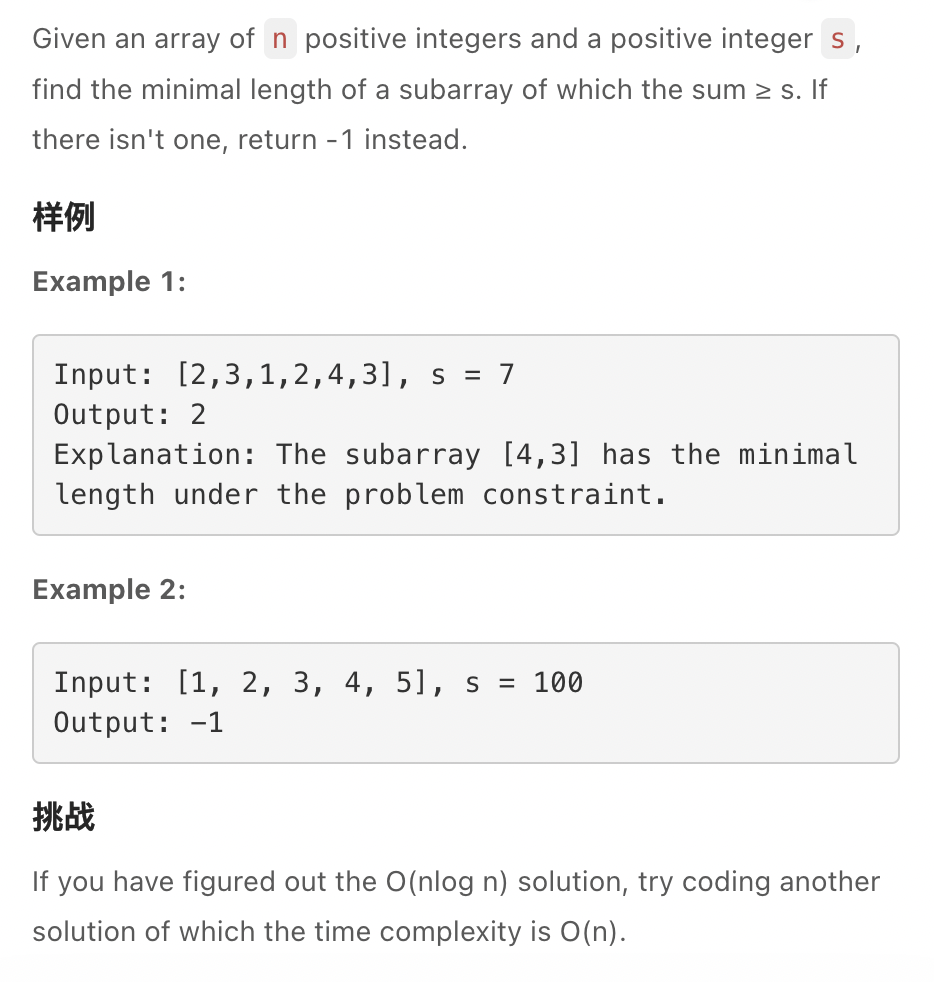 Given an array of n positive integers and a positive integer s ,
find the minimal length of a subarray of which the sum ≥ s. If
there isn't one, return -1 instead.
样例
Example 1:
Input: [2,3,1,2,4,3], s = 7
Output: 2
Explanation: The subarray [4,3] has the minimal
length under the problem constraint.
Example 2:
Input: [1, 2, 3, 4, 5], s = 100
Output: -1
挑战
If you have figured out the O(nlog n) solution, try coding another
solution of which the time complexity is O(n).